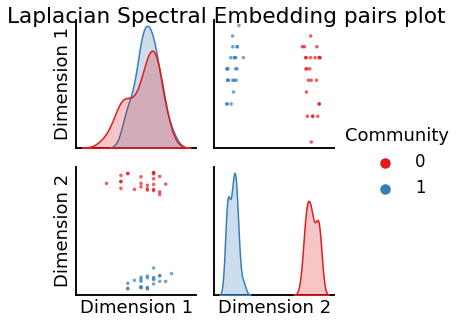 Laplacian Spectral Embedding pairs plot
Dimension 1
Community
0
1
Dimension 2
Dimension 1
Dimension 2